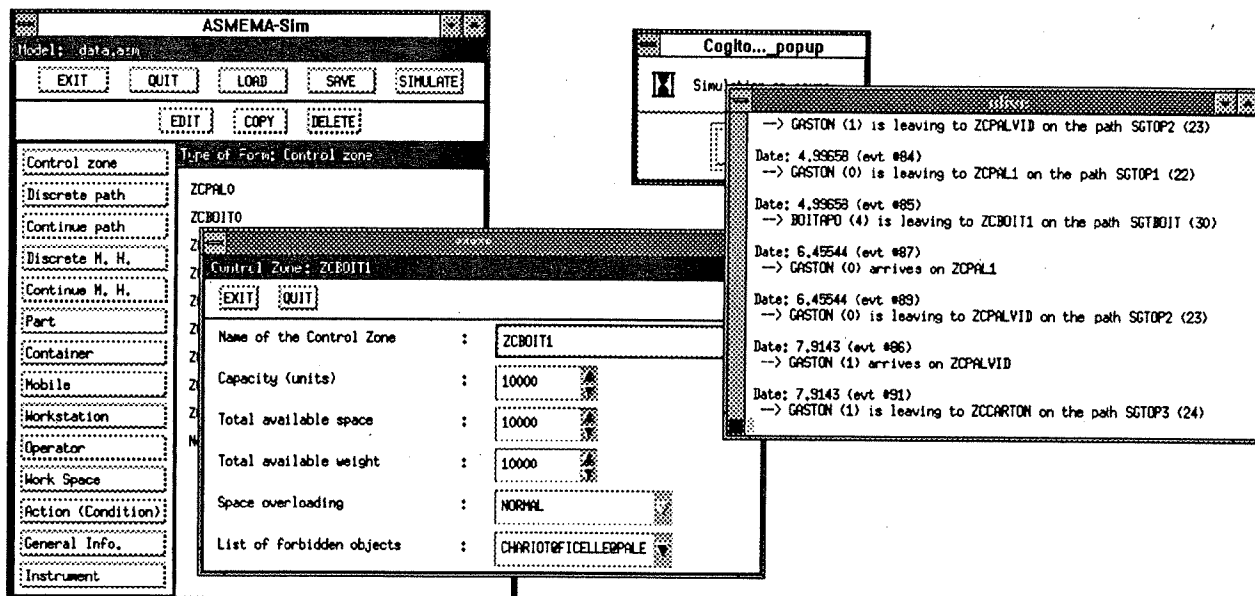 ASMEMA-Sim
Model: data.asm
EXIT QUIT LOAD SAVE SIMULATE
EDIT COPY DELETE
Control zone
Discrete path
Continue path
Discrete M. H.
Continue M. H.
Part
Container
Mobile
Workstation
Operator
Work Space
Action (Condition)
General Info.
Instrument
Type of Form: Control zone
ZCPAL0
ZCBOIT0
Control Zone: ZCBOIT1
EXIT QUIT
Name of the Control Zone : ZCBOIT1
Capacity (units) : 10000
Total available space : 10000
Total available weight : 10000
Space overloading : NORMAL
List of forbidden objects : CHARIOT@FICELLE@PALE
Cogito..._popup
--> GASTON (1) is leaving to ZCPALVID on the path SGTOP2 (23)
Date: 4.99658 (evt #84)
--> GASTON (0) is leaving to ZCPAL1 on the path SGTOP1 (22)
Date: 4.99658 (evt #85)
--> BOITAPO (4) is leaving to ZCBOIT1 on the path SGTBOIT (30)
Date: 6.45544 (evt #87)
--> GASTON (0) arrives on ZCPAL1
Date: 6.45544 (evt #89)
--> GASTON (0) is leaving to ZCPALVID on the path SGTOP2 (23)
Date: 7.9143 (evt #86)
--> GASTON (1) arrives on ZCPALVID
Date: 7.9143 (evt #91)
--> GASTON (1) is leaving to ZCCARTON on the path SGTOP3 (24)